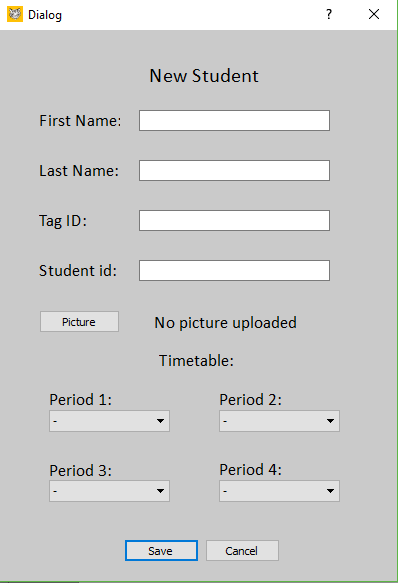 Dialog ?
New Student
First Name:
Last Name:
Tag ID:
Student id:
Picture No picture uploaded
Timetable:
Period 1: Period 2:
- -
Period 3: Period 4:
- -
Save Cancel